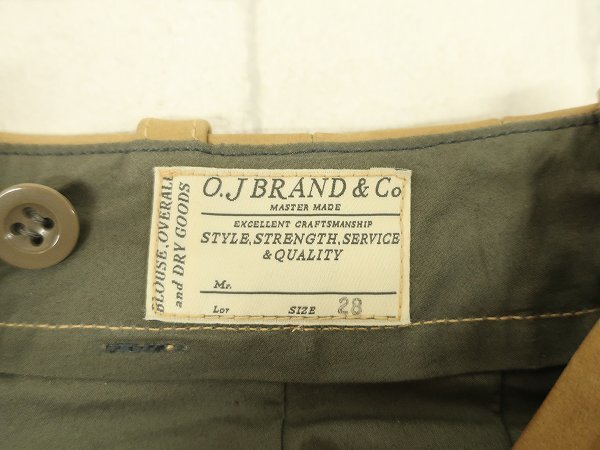 O.J BRAND & Co
MASTER MADE
EXCELLENT CRAFTSMANSHIP
STYLE, STRENGTH, SERVICE
& QUALITY
Mr.
Lot SIZE 28
BLOUSE, OVERALL
and DRY GOODS